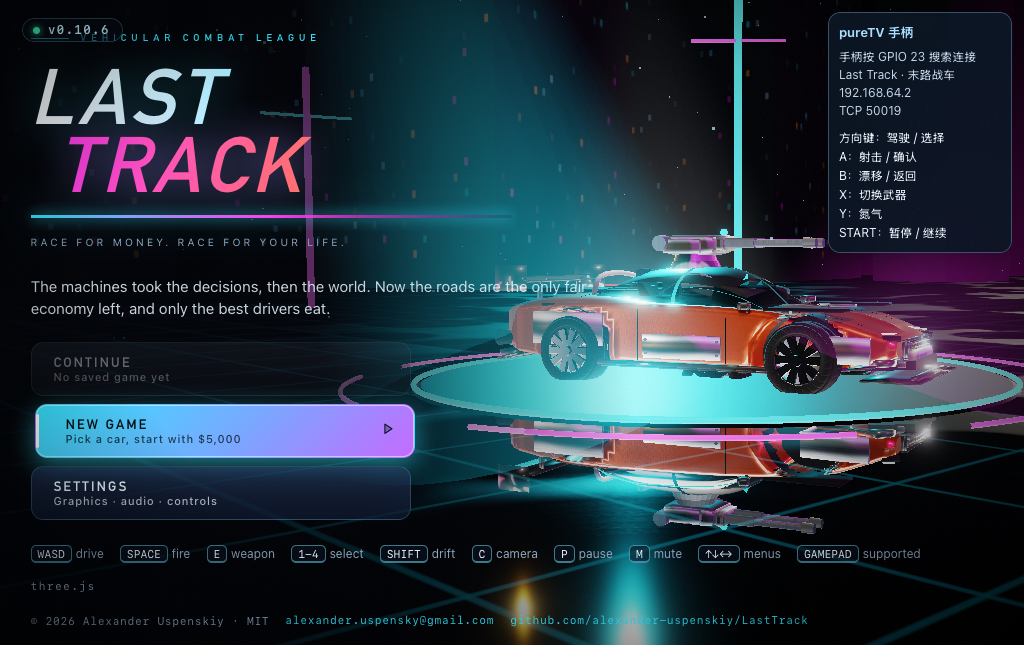 v0.10.6
VEHICULAR COMBAT LEAGUE
LAST
TRACK
RACE FOR MONEY. RACE FOR YOUR LIFE.
The machines took the decisions, then the world. Now the roads are the only fair
economy left, and only the best drivers eat.
CONTINUE
No saved game yet
NEW GAME
Pick a car, start with $5,000
SETTINGS
Graphics · audio · controls
WASD drive SPACE fire E weapon 1–4 select SHIFT drift C camera P pause M mute ↑↓↔ menus GAMEPAD supported
three.js
© 2026 Alexander Uspenskiy · MIT alexander.uspensky@gmail.com github.com/alexander-uspenskiy/LastTrack
pureTV 手柄
手柄按 GPIO 23 搜索连接
Last Track · 末路战车
192.168.64.2
TCP 50019
方向键: 驾驶 / 选择
A: 射击 / 确认
B: 漂移 / 返回
X: 切换武器
Y: 氮气
START: 暂停 / 继续